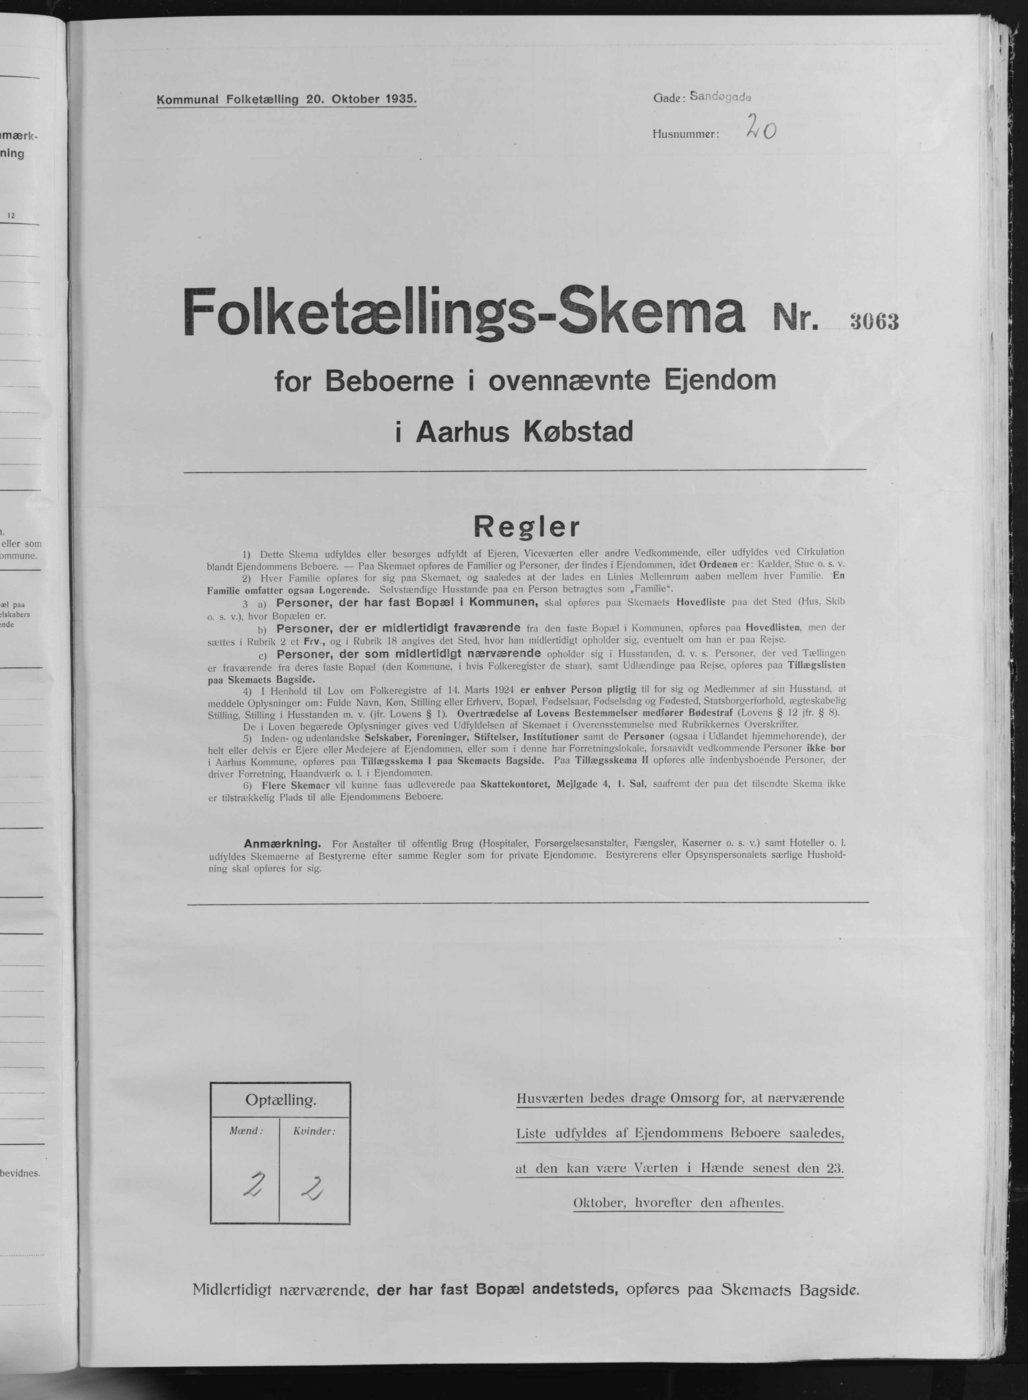 Kommunal Folketælling 20. Oktober 1935.
Gade: Sandøgade
Husnummer: 20
Folketællings-Skema Nr. 3063
for Beboerne i ovennævnte Ejendom
i Aarhus Købstad
Regler
1) Dette Skema udfyldes eller besørges udfyldt af Ejeren, Viceværten eller andre Vedkommende, eller udfyldes ved Cirkulation
blandt Ejendommens Beboere. — Paa Skemaet opføres de Familier og Personer, der findes i Ejendommen, idet Ordenen er: Kælder, Stue o. s. v.
2) Hver Familie opføres for sig paa Skemaet, og saaledes at der lades en Linies Mellemrum aaben mellem hver Familie. En
Familie omfatter ogsaa Logerende. Selvstændige Husstande paa en Person betragtes som „Familie“.
3 a) Personer, der har fast Bopæl i Kommunen, skal opføres paa Skemaets Hovedliste paa det Sted (Hus, Skib
o. s. v.), hvor Bopælen er.
b) Personer, der er midlertidigt fraværende fra den faste Bopæl i Kommunen, opføres paa Hovedlisten, men der
sættes i Rubrik 2 et Frv., og i Rubrik 18 angives det Sted, hvor han midlertidigt opholder sig, eventuelt om han er paa Rejse.
c) Personer, der som midlertidigt nærværende opholder sig i Husstanden, d. v. s. Personer, der ved Tællingen
er fraværende fra deres faste Bopæl (den Kommune, i hvis Folkeregister de staar), samt Udlændinge paa Rejse, opføres paa Tillægslisten
paa Skemaets Bagside.
4) I Henhold til Lov om Folkeregistre af 14. Marts 1924 er enhver Person pligtig til for sig og Medlemmer af sin Husstand, at
meddele Oplysninger om: Fulde Navn, Køn, Stilling eller Erhverv, Bopæl, Fødselsaar, Fødselsdag og Fødested, Statsborgerforhold, ægteskabelig
Stilling, Stilling i Husstanden m. v. (jfr. Lovens § 1). Overtrædelse af Lovens Bestemmelser medfører Bødestraf (Lovens § 12 jfr. § 8).
De i Loven begærede Oplysninger gives ved Udfyldelsen af Skemaet i Overensstemmelse med Rubrikkernes Overskrifter.
5) Inden- og udenlandske Selskaber, Foreninger, Stiftelser, Institutioner samt de Personer (ogsaa i Udlandet hjemmehørende), der
helt eller delvis er Ejere eller Medejere af Ejendommen, eller som i denne har Forretningslokale, forsaavidt vedkommende Personer ikke bor
i Aarhus Kommune, opføres paa Tillægsskema I paa Skemaets Bagside. Paa Tillægsskema II opføres alle indenbysboende Personer, der
driver Forretning, Haandværk o. l. i Ejendommen.
6) Flere Skemaer vil kunne faas udleverede paa Skattekontoret, Mejlgade 4, 1. Sal, saafremt der paa det tilsendte Skema ikke
er tilstrækkelig Plads til alle Ejendommens Beboere.
Anmærkning. For Anstalter til offentlig Brug (Hospitaler, Forsørgelsesanstalter, Fængsler, Kaserner o. s. v.) samt Hoteller o. l.
udfyldes Skemaerne af Bestyrerne efter samme Regler som for private Ejendomme. Bestyrerens eller Opsynspersonalets særlige Hushold-
ning skal opføres for sig.
Optælling.
Mænd: Kvinder:
2 2
Husværten bedes drage Omsorg for, at nærværende
Liste udfyldes af Ejendommens Beboere saaledes,
at den kan være Værten i Hænde senest den 23.
Oktober, hvorefter den afhentes.
Midlertidigt nærværende, der har fast Bopæl andetsteds, opføres paa Skemaets Bagside.